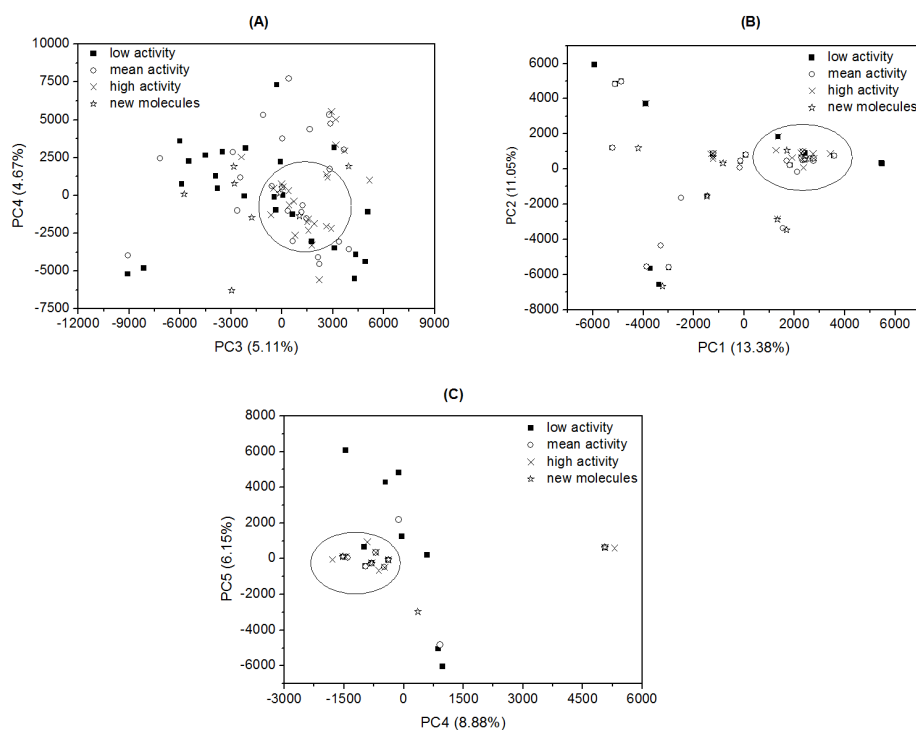 (A)
10000
7500
5000
2500
0
-2500
-5000
-7500
low activity
mean activity
high activity
new molecules
-12000 -9000 -6000 -3000 0 3000 6000 9000
PC4 (4.67%)
PC3 (5.11%)
(B)
8000
6000
4000
2000
0
-2000
-4000
-6000
-8000
low activity
mean activity
high activity
new molecules
-6000 -4000 -2000 0 2000 4000 6000
PC2 (11.05%)
PC1 (13.38%)
(C)
8000
6000
4000
2000
0
-2000
-4000
-6000
low activity
mean activity
high activity
new molecules
-3000 -1500 0 1500 3000 4500 6000
PC5 (6.15%)
PC4 (8.88%)